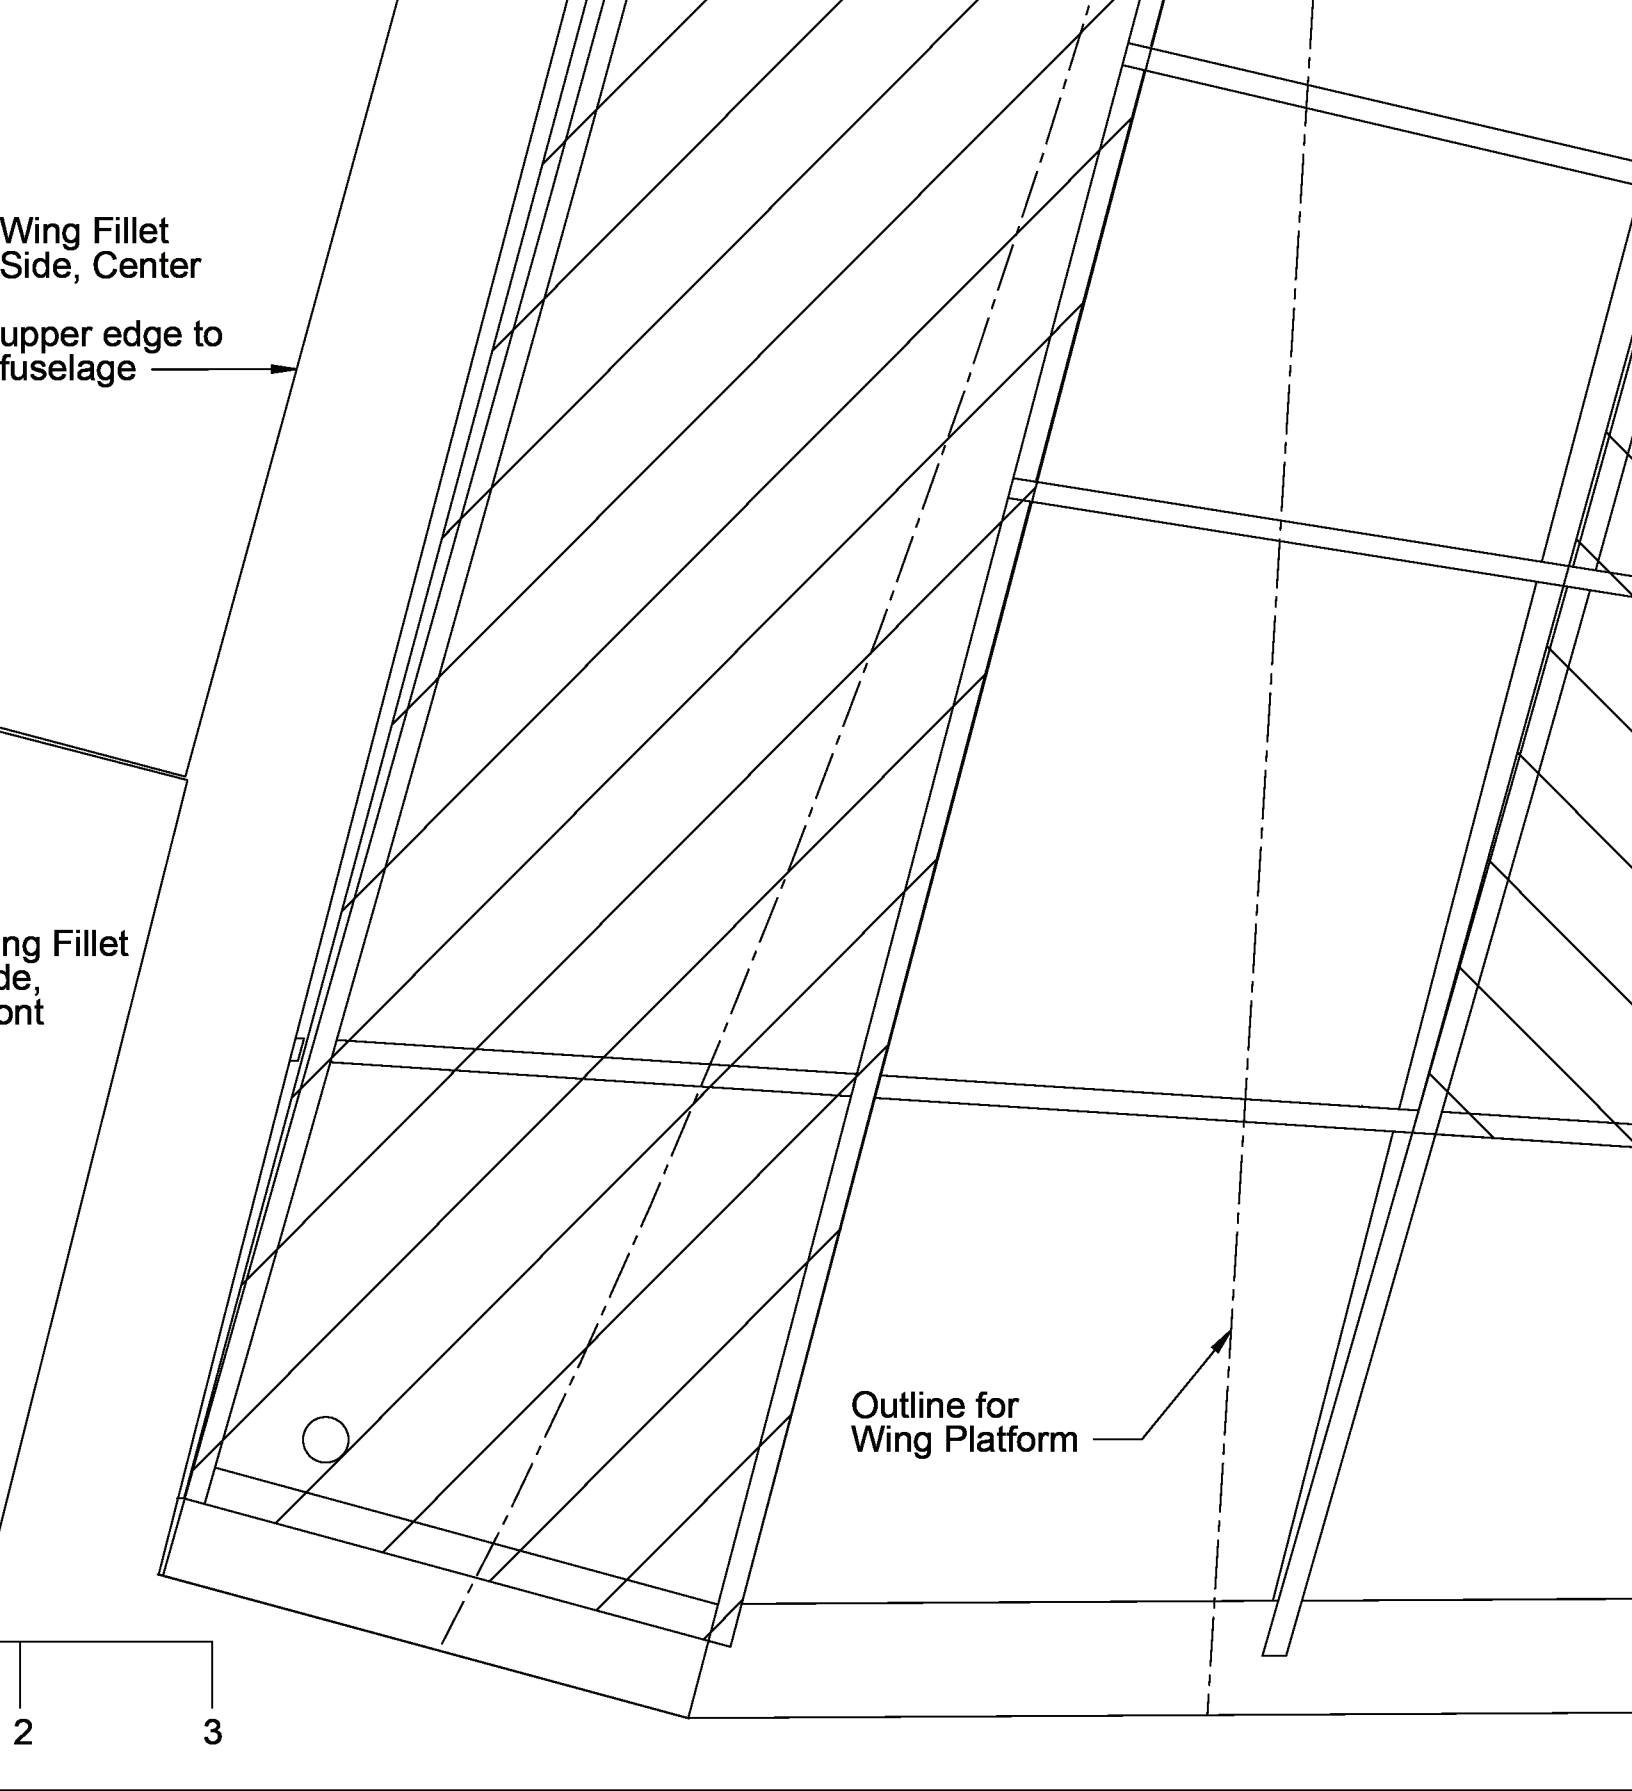 Wing Fillet
Side, Center
upper edge to
fuselage
ng Fillet
de,
ont
Outline for
Wing Platform
2 3